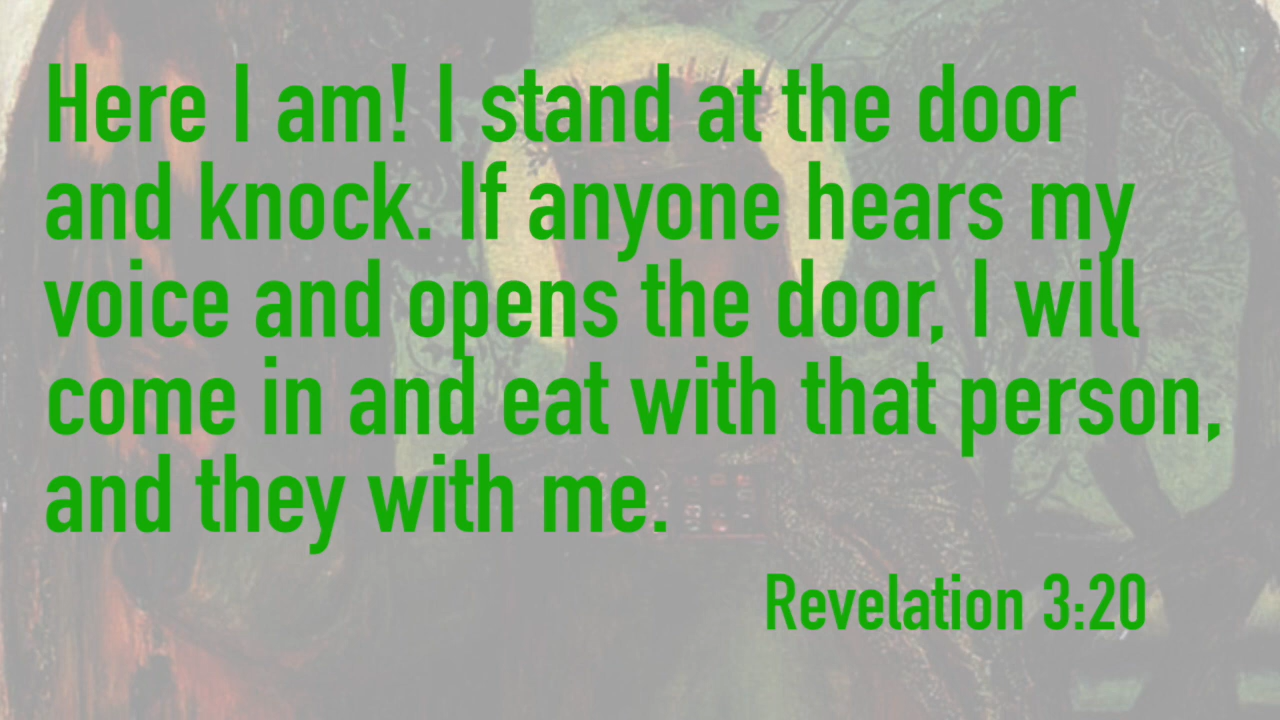 Here I am! I stand at the door
and knock. If anyone hears my
voice and opens the door, I will
come in and eat with that person,
and they with me.
Revelation 3:20